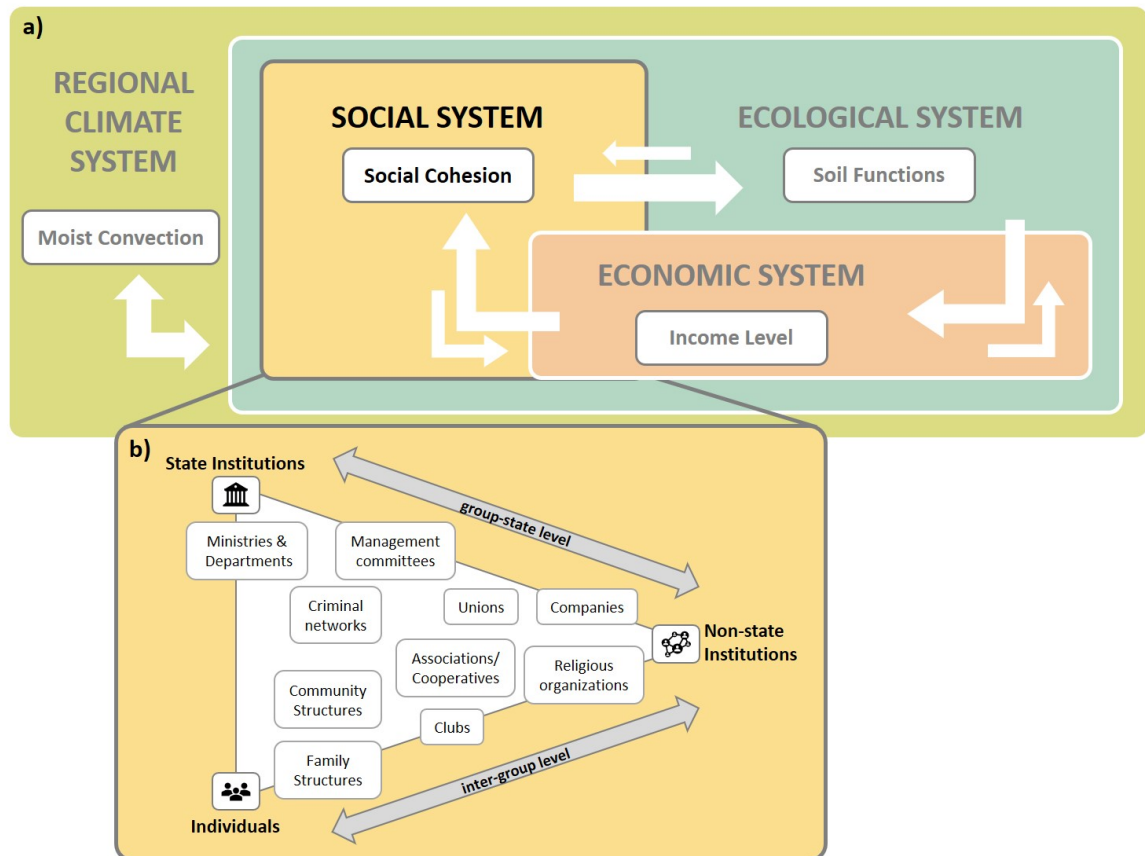 a)
REGIONAL
CLIMATE
SYSTEM
Moist Convection
SOCIAL SYSTEM
Social Cohesion
ECOLOGICAL SYSTEM
Soil Functions
ECONOMIC SYSTEM
Income Level
b)
State Institutions
group-state level
Ministries &
Departments
Management
committees
Criminal
networks
Unions
Companies
Non-state
Institutions
Associations/
Cooperatives
Religious
organizations
Community
Structures
Clubs
Family
Structures
inter-group level
Individuals